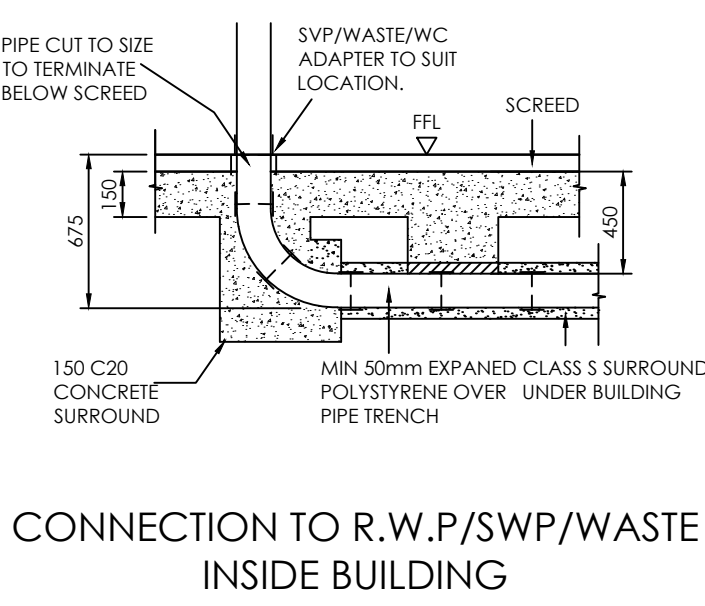 PIPE CUT TO SIZE
TO TERMINATE
BELOW SCREED
SVP/WASTE/WC
ADAPTER TO SUIT
LOCATION.
FFL
SCREED
150
675
450
150 C20
CONCRETE
SURROUND
MIN 50mm EXPANED
POLYSTYRENE OVER
PIPE TRENCH
CLASS S SURROUND
UNDER BUILDING
CONNECTION TO R.W.P/SWP/WASTE
INSIDE BUILDING